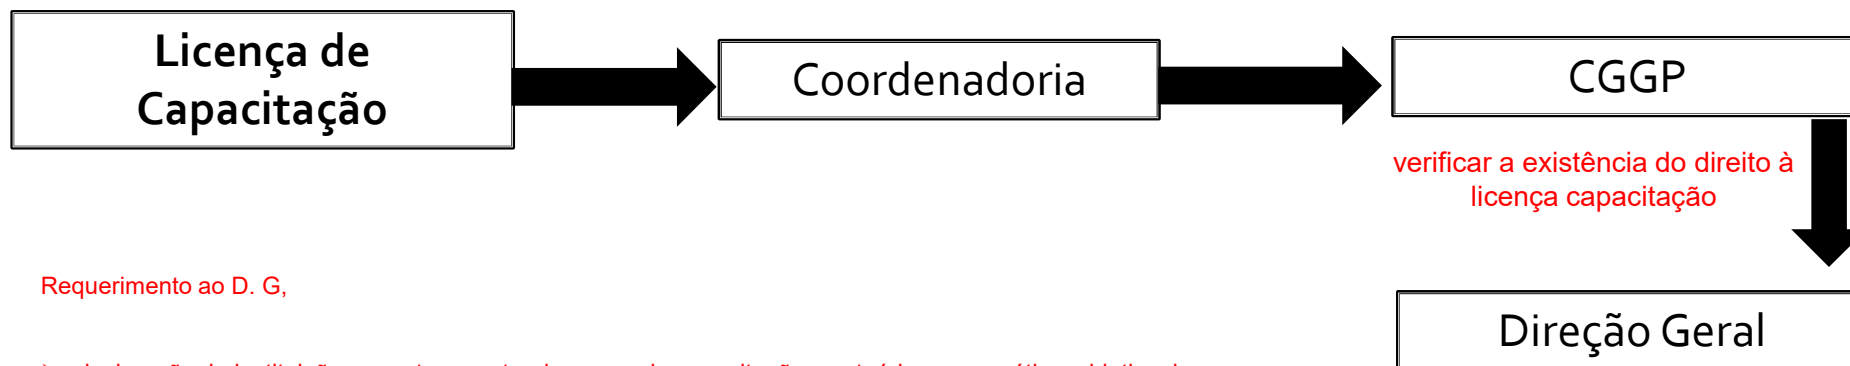 Licença de
Capacitação
Coordenadoria
CGGP
verificar a existência do direito à
licença capacitação
Requerimento ao D. G,
Direção Geral